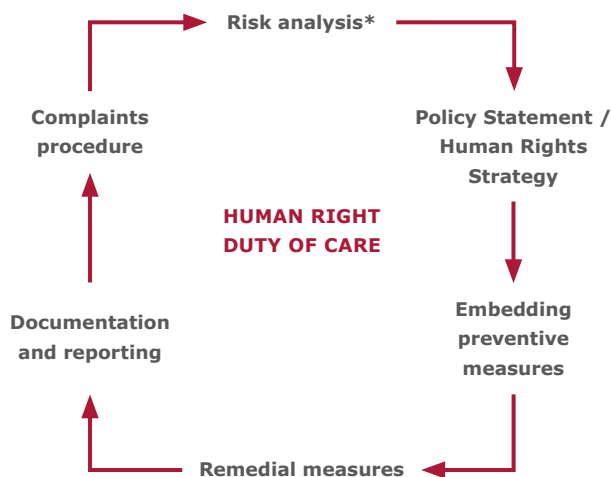 Risk analysis*
Complaints
procedure
Policy Statement /
Human Rights
Strategy
HUMAN RIGHT
DUTY OF CARE
Documentation
and reporting
Embedding
preventive
measures
Remedial measures